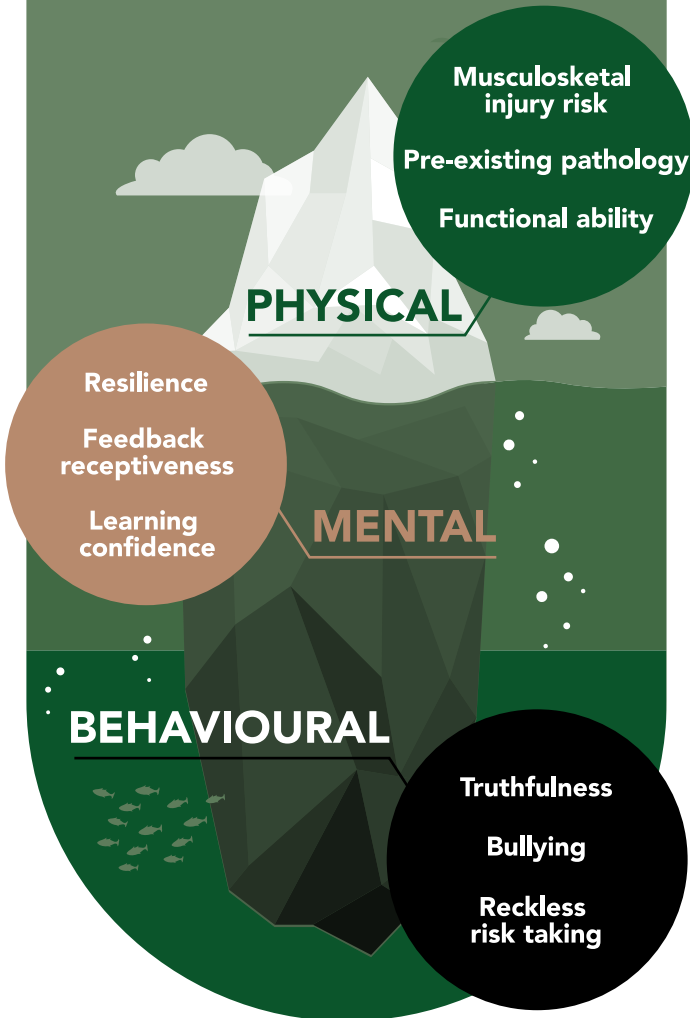 Musculosketal
injury risk
Pre-existing pathology
Functional ability
PHYSICAL
Resilience
Feedback
receptiveness
Learning
confidence
MENTAL
BEHAVIOURAL
Truthfulness
Bullying
Reckless
risk taking